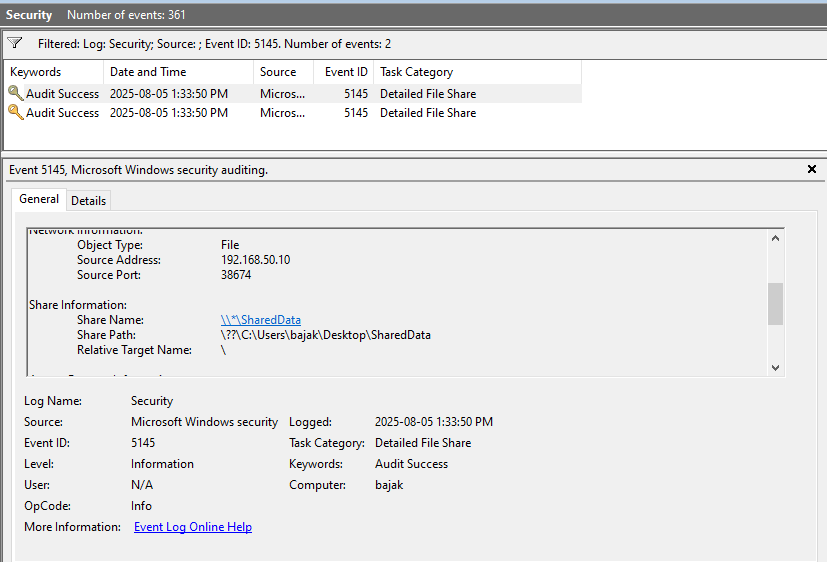 Security Number of events: 361
Filtered: Log: Security; Source: ; Event ID: 5145. Number of events: 2
Keywords Date and Time Source Event ID Task Category
Audit Success 2025-08-05 1:33:50 PM Micros... 5145 Detailed File Share
Audit Success 2025-08-05 1:33:50 PM Micros... 5145 Detailed File Share
Event 5145, Microsoft Windows security auditing.
General Details
Network Information:
Object Type: File
Source Address: 192.168.50.10
Source Port: 38674
Share Information:
Share Name: \\*\SharedData
Share Path: \??\C:\Users\bajak\Desktop\SharedData
Relative Target Name: \
Log Name: Security
Source: Microsoft Windows security Logged: 2025-08-05 1:33:50 PM
Event ID: 5145 Task Category: Detailed File Share
Level: Information Keywords: Audit Success
User: N/A Computer: bajak
OpCode: Info
More Information: Event Log Online Help